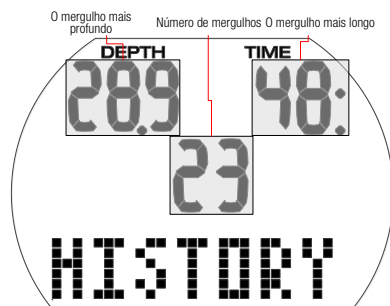 O mergulho mais profundo
Número de mergulhos
O mergulho mais longo
DEPTH
TIME
28.9
48:
23
HISTORY